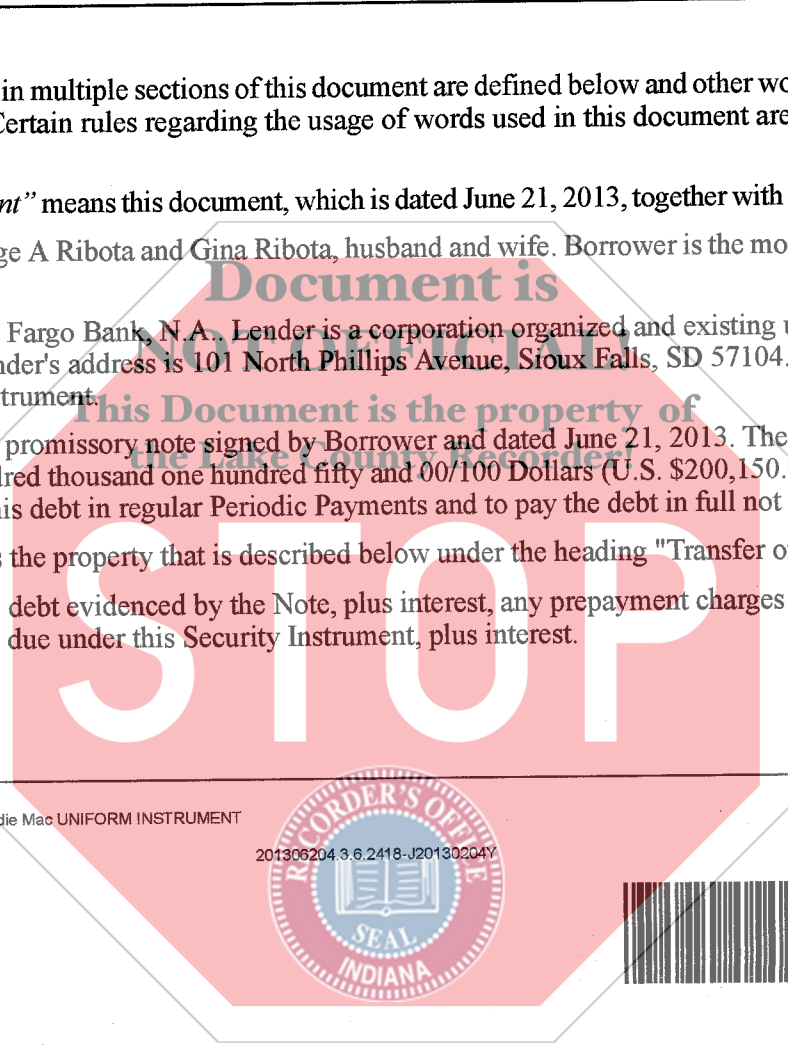 in multiple sections of this document are defined below and other wo
Certain rules regarding the usage of words used in this document are
nt” means this document, which is dated June 21, 2013, together with
ge A Ribota and Gina Ribota, husband and wife. Borrower is the mo
Document is
Fargo Bank, N.A.. Lender is a corporation organized and existing u
NOT OFFICIAL
nder's address is 101 North Phillips Avenue, Sioux Falls, SD 57104.
trument.
This Document is the property of
promissory note signed by Borrower and dated June 21, 2013. The
the Lake County Recorder!
dred thousand one hundred fifty and 00/100 Dollars (U.S. $200,150.
is debt in regular Periodic Payments and to pay the debt in full not
s the property that is described below under the heading "Transfer o
debt evidenced by the Note, plus interest, any prepayment charges
due under this Security Instrument, plus interest.
STOP
die Mac UNIFORM INSTRUMENT
201306204.3.6.2418-J20130204Y
RECORDER'S OFFICE
SEAL
INDIANA